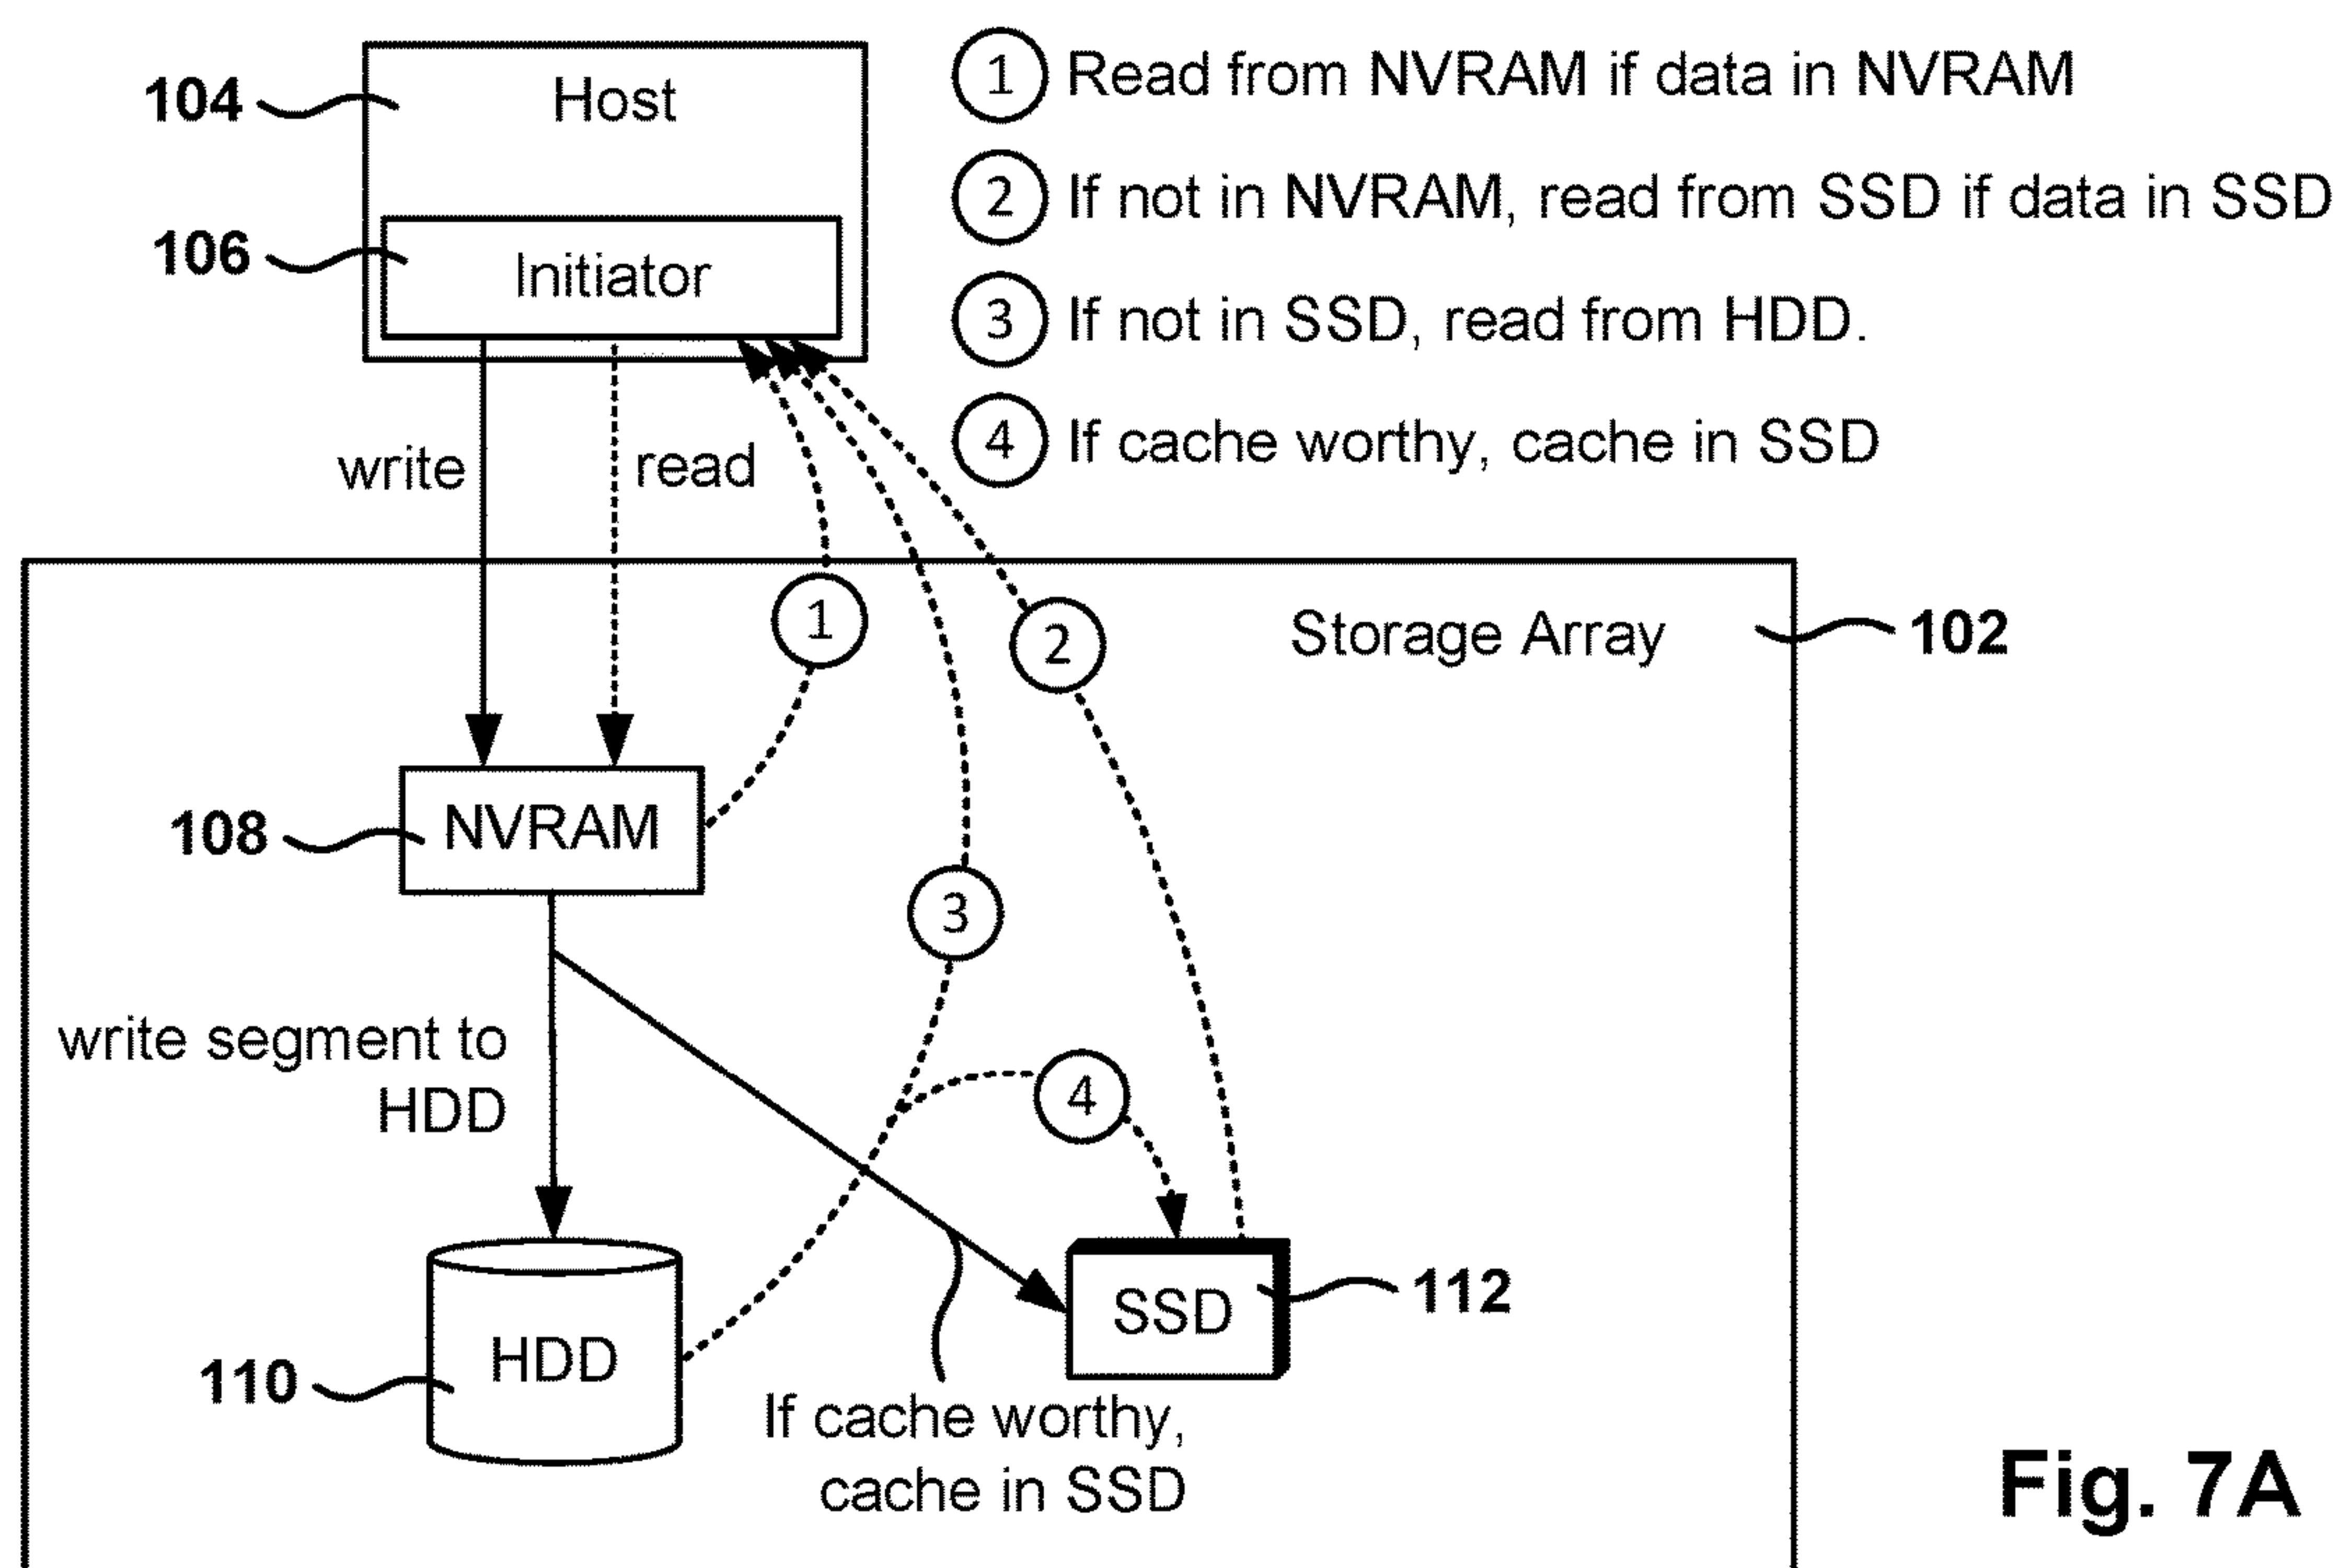 104
Host
106
Initiator
1 Read from NVRAM if data in NVRAM
2 If not in NVRAM, read from SSD if data in SSD
3 If not in SSD, read from HDD.
4 If cache worthy, cache in SSD
write
read
1
2
Storage Array
102
NVRAM
108
3
write segment to
HDD
4
HDD
110
SSD
112
If cache worthy,
cache in SSD
Fig. 7A